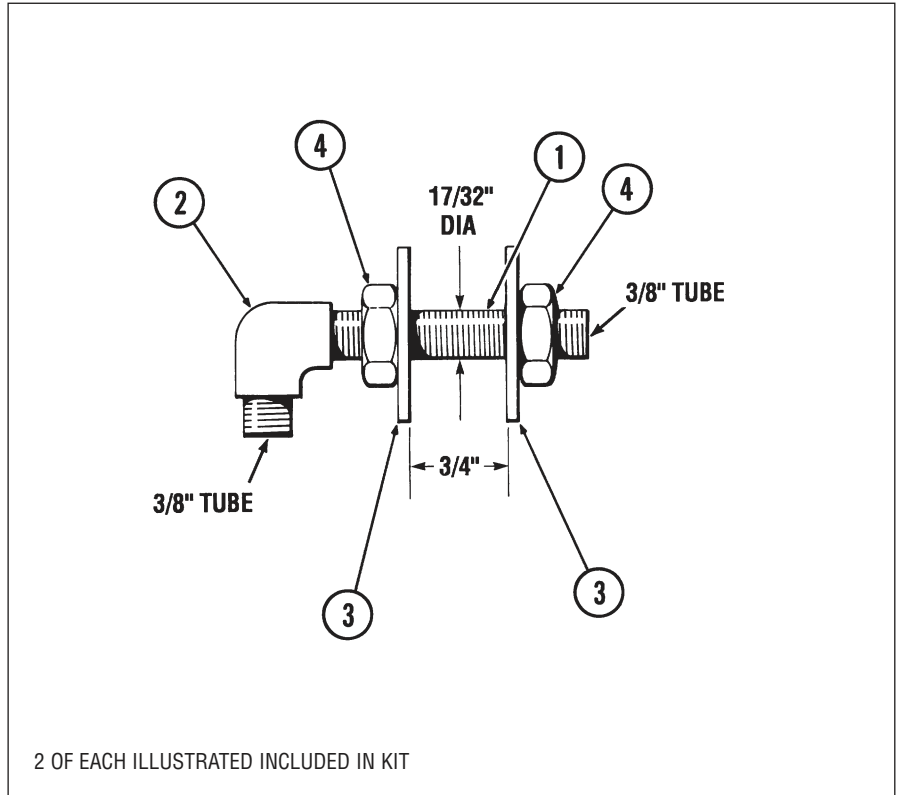 4
1
2
17/32"
DIA
4
3/8" TUBE
3/4"
3/8" TUBE
3
3
2 OF EACH ILLUSTRATED INCLUDED IN KIT